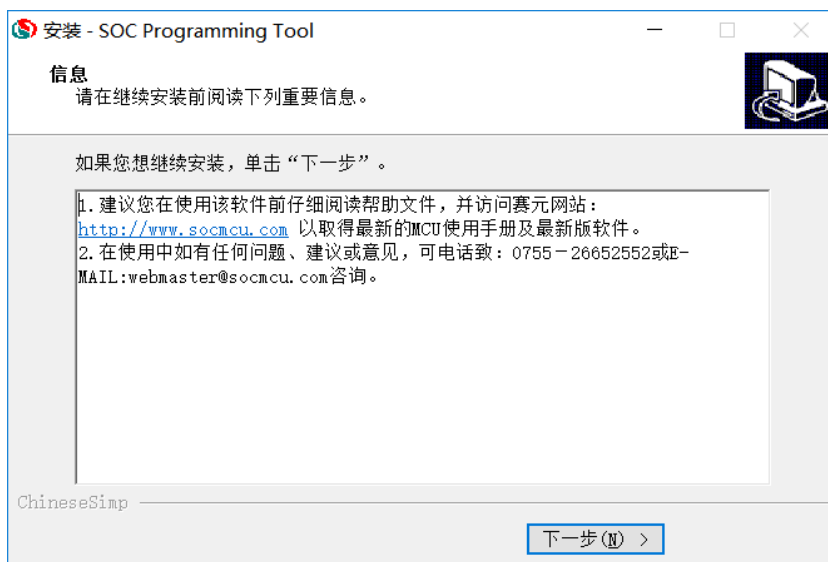 安装 - SOC Programming Tool
信息
请在继续安装前阅读下列重要信息。
如果您想继续安装，单击“下一步”。
1.建议您在使用该软件前仔细阅读帮助文件，并访问赛元网站：
http://www.socmcu.com 以取得最新的MCU使用手册及最新版软件。
2.在使用中如有任何问题、建议或意见，可电话致：0755－26652552或E-
MAIL:webmaster@socmcu.com咨询。
ChineseSimp
下一步(N) >